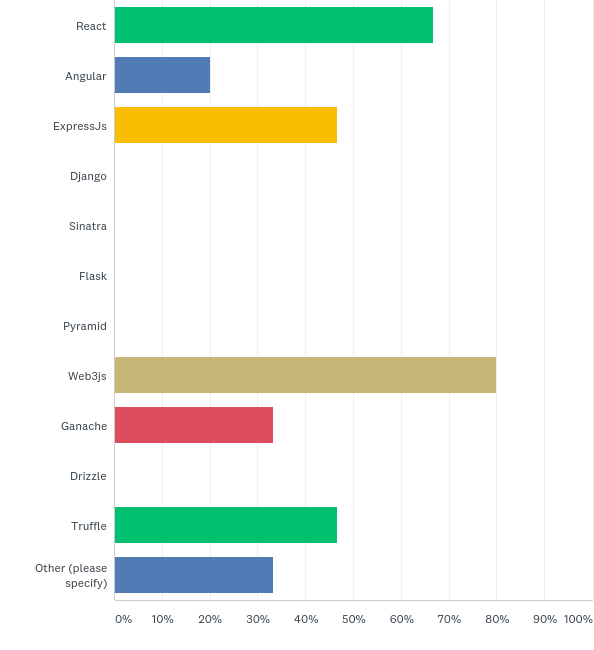 React
Angular
ExpressJs
Django
Sinatra
Flask
Pyramid
Web3js
Ganache
Drizzle
Truffle
Other (please
specify)
0% 10% 20% 30% 40% 50% 60% 70% 80% 90% 100%